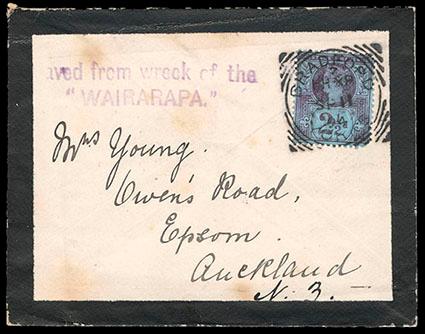 aved from wreck of the
"WAIRARAPA."
BRADFORD
2½
Mrs Young.
Owen's Road,
Epsom.
Auckland
N. Z.